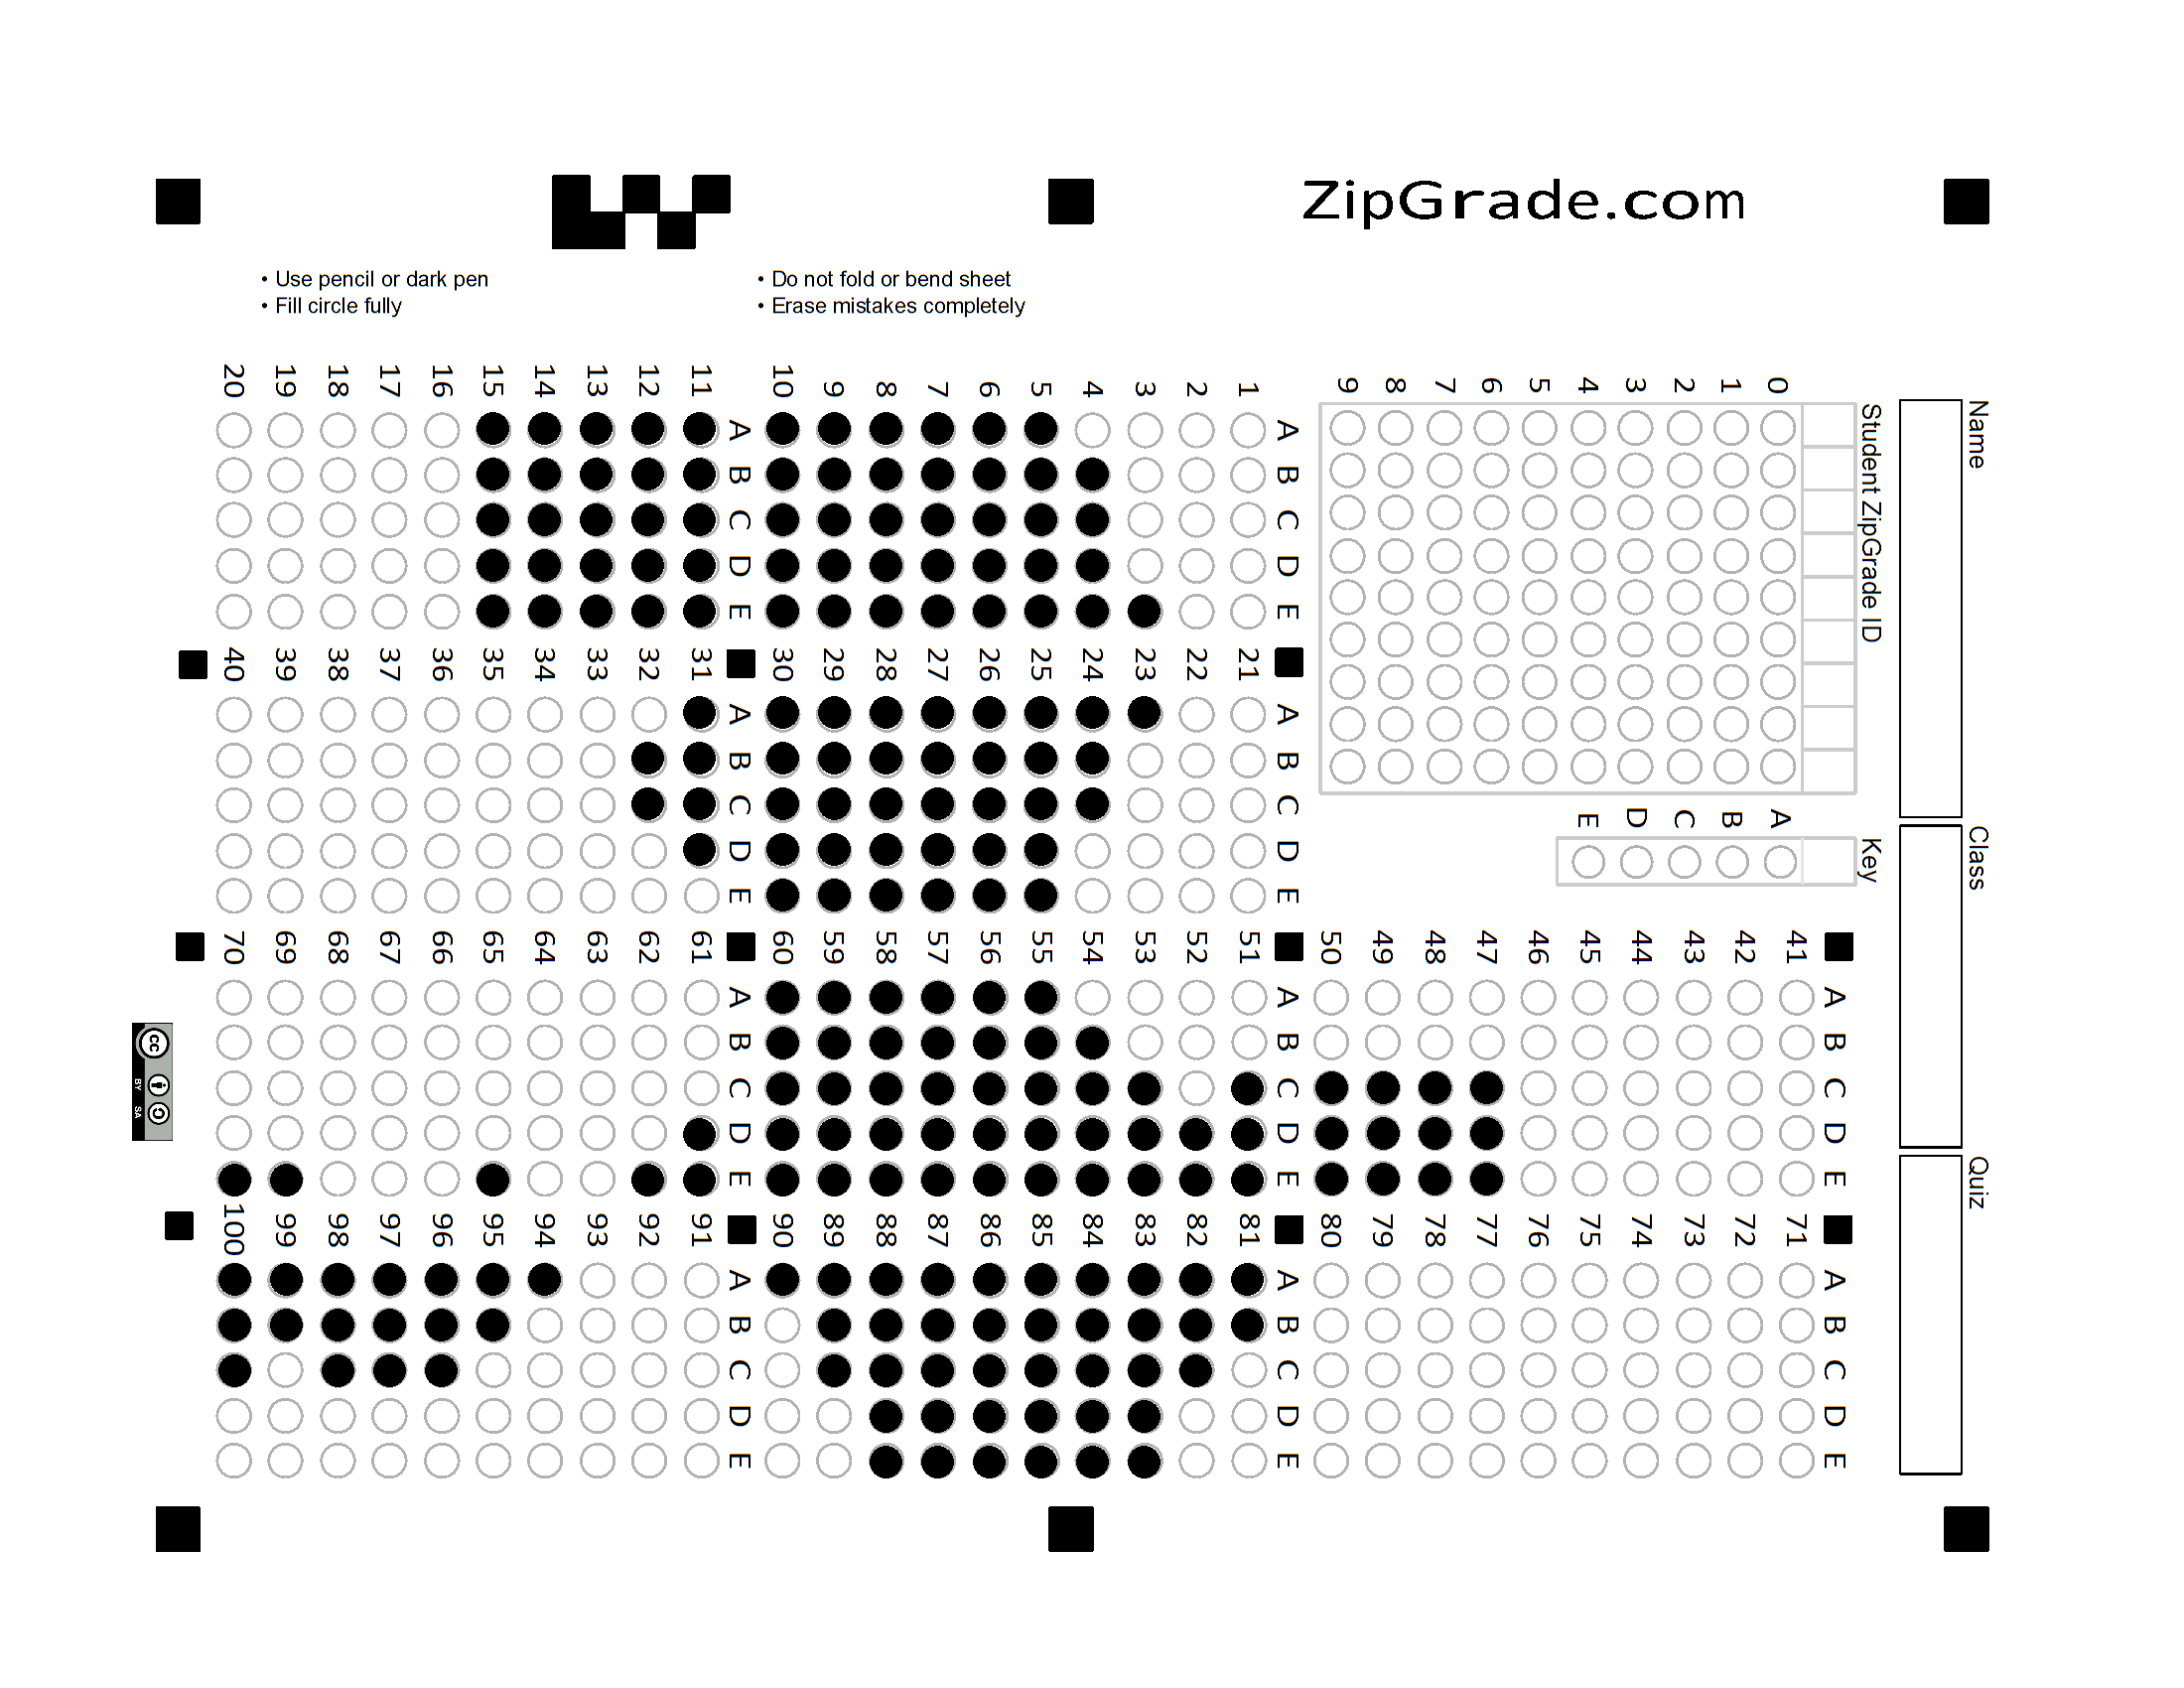 ZipGrade.com
• Use pencil or dark pen
• Fill circle fully
• Do not fold or bend sheet
• Erase mistakes completely
Name
Class
Quiz
Student ZipGrade ID
0 1 2 3 4 5 6 7 8 9
Key
A B C D E
1 2 3 4 5 6 7 8 9 10
A B C D E
11 12 13 14 15 16 17 18 19 20
A B C D E
21 22 23 24 25 26 27 28 29 30
A B C D E
31 32 33 34 35 36 37 38 39 40
A B C D E
41 42 43 44 45 46 47 48 49 50
A B C D E
51 52 53 54 55 56 57 58 59 60
A B C D E
61 62 63 64 65 66 67 68 69 70
A B C D E
71 72 73 74 75 76 77 78 79 80
A B C D E
81 82 83 84 85 86 87 88 89 90
A B C D E
91 92 93 94 95 96 97 98 99 100
A B C D E
cc
BY SA